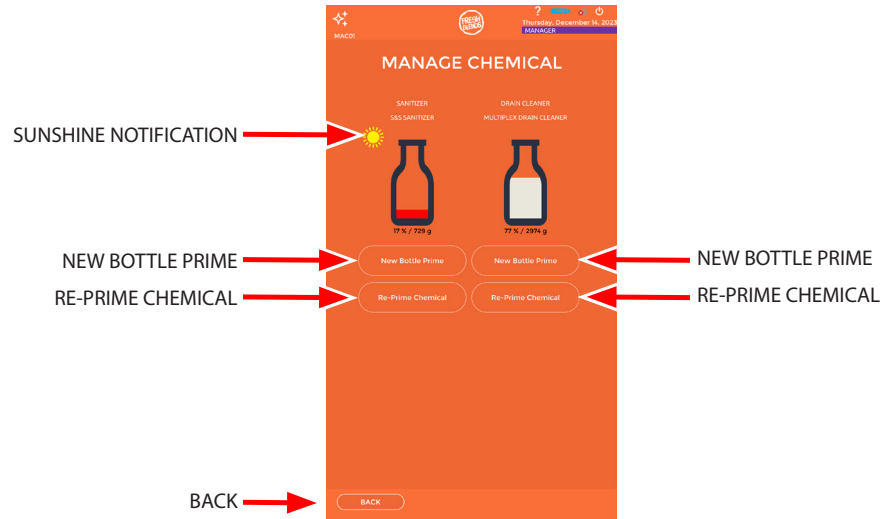 ?
FRESH
BLENDS
Thursday, December 14, 2023
MAC01
MANAGER
MANAGE CHEMICAL
SANITIZER
DRAIN CLEANER
S&S SANITIZER
MULTIPLEX DRAIN CLEANER
SUNSHINE NOTIFICATION
17 % / 729 g
77 % / 2974 g
NEW BOTTLE PRIME
New Bottle Prime
New Bottle Prime
NEW BOTTLE PRIME
RE-PRIME CHEMICAL
Re-Prime Chemical
Re-Prime Chemical
RE-PRIME CHEMICAL
BACK
BACK